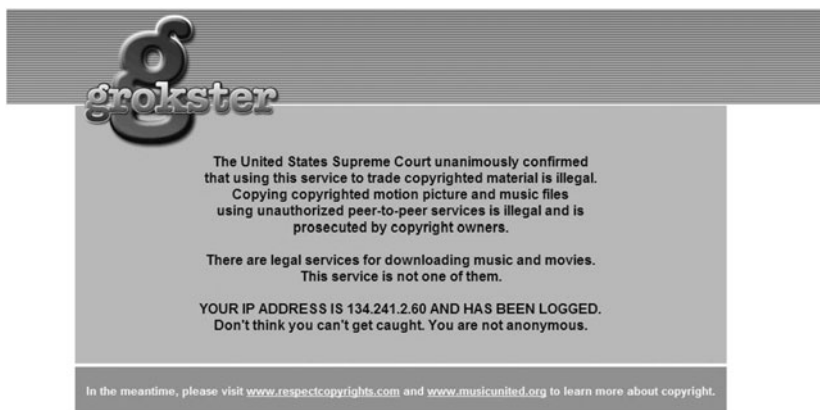 g
grokster
The United States Supreme Court unanimously confirmed
that using this service to trade copyrighted material is illegal.
Copying copyrighted motion picture and music files
using unauthorized peer-to-peer services is illegal and is
prosecuted by copyright owners.
There are legal services for downloading music and movies.
This service is not one of them.
YOUR IP ADDRESS IS 134.241.2.60 AND HAS BEEN LOGGED.
Don't think you can't get caught. You are not anonymous.
In the meantime, please visit www.respectcopyrights.com and www.musicunited.org to learn more about copyright.